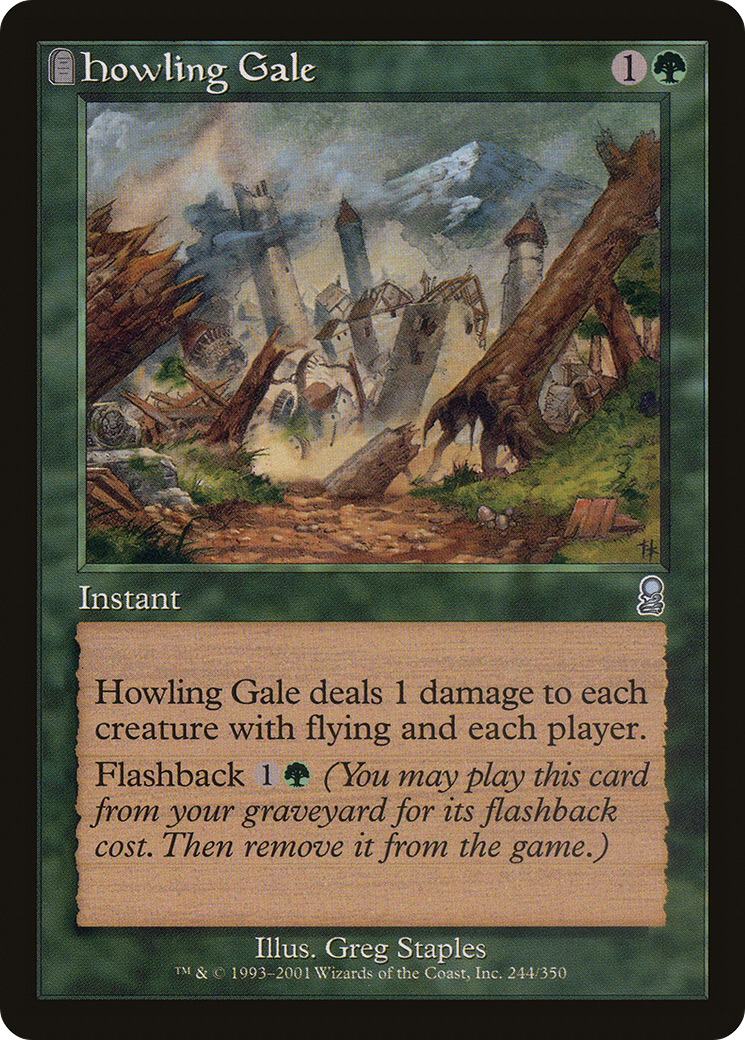 Howling Gale 1
Instant
Howling Gale deals 1 damage to each
creature with flying and each player.
Flashback 1 (You may play this card
from your graveyard for its flashback
cost. Then remove it from the game.)
Illus. Greg Staples
™ & © 1993–2001 Wizards of the Coast, Inc. 244/350